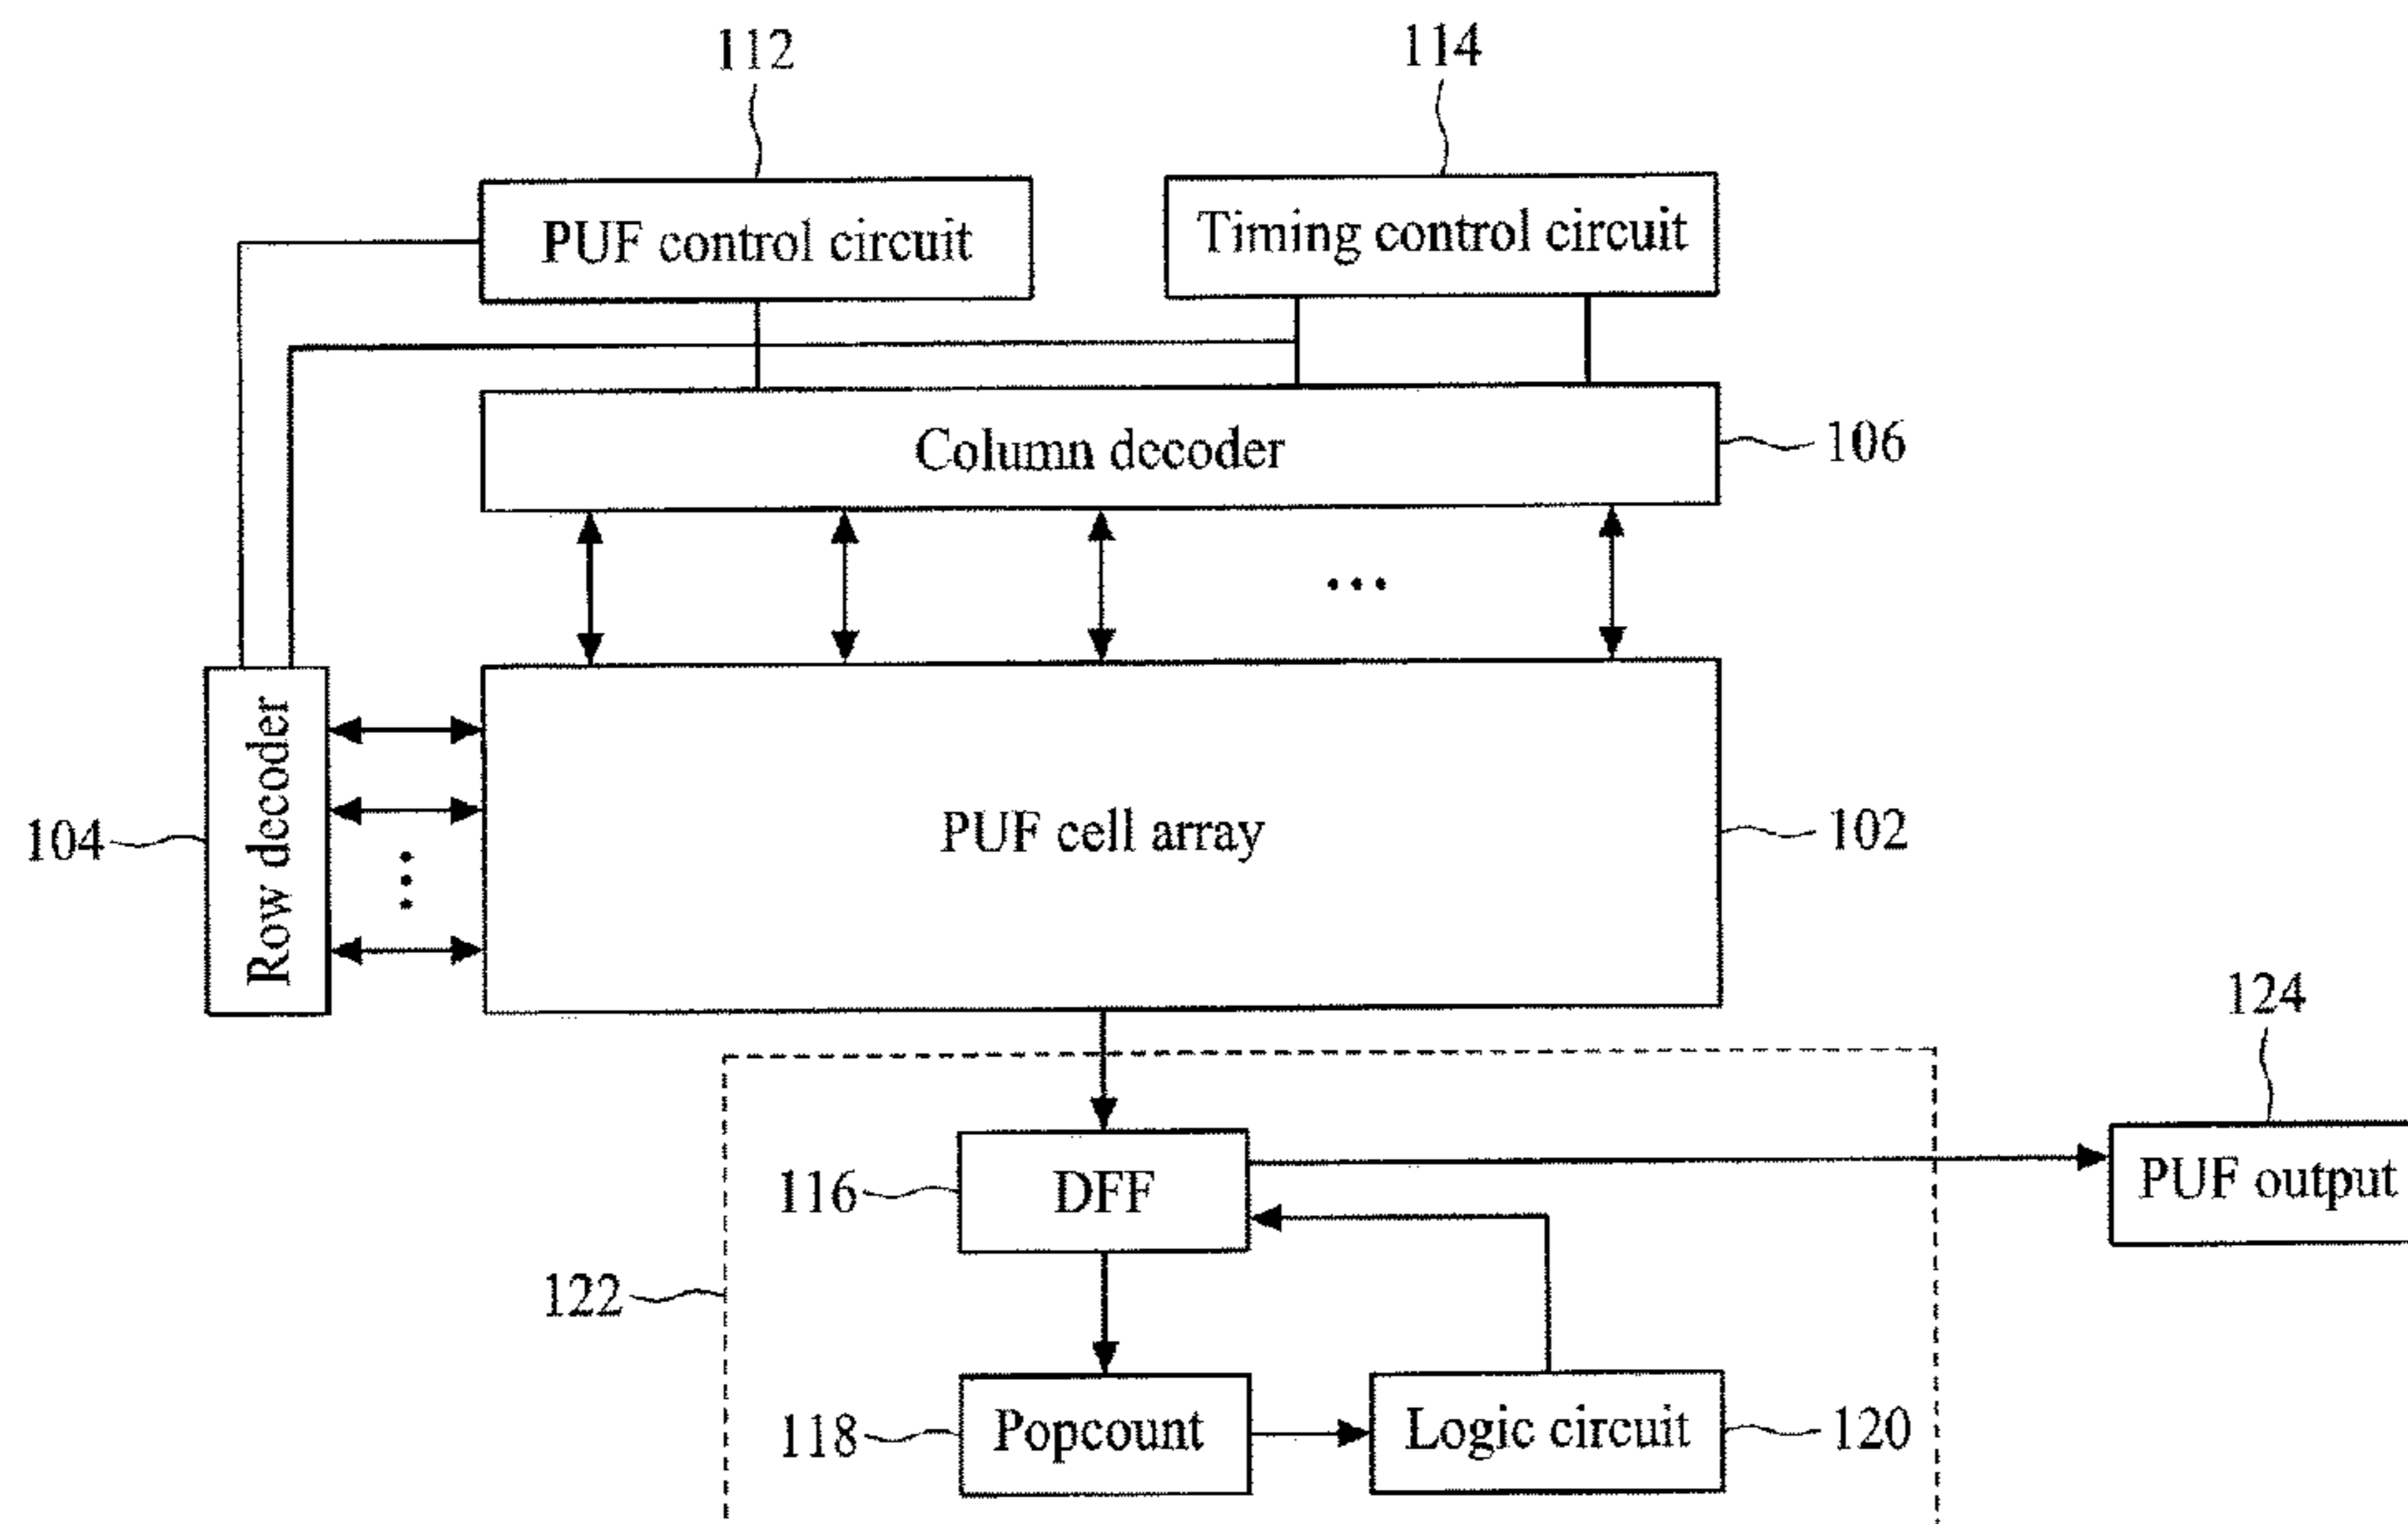 112
114
PUF control circuit
Timing control circuit
Column decoder
106
Row decoder
104
PUF cell array
102
124
116
DFF
PUF output
122
118
Popcount
Logic circuit
120